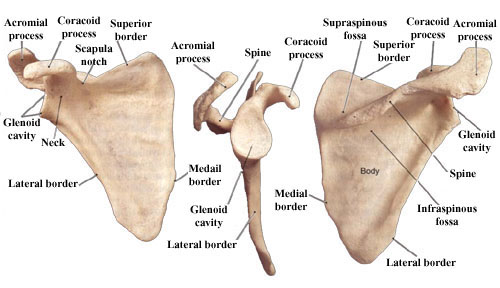 Acromial
process
Coracoid
process
Superior
border
Scapula
notch
Glenoid
cavity
Neck
Lateral border
Medail
border
Acromial
process
Spine
Coracoid
process
Glenoid
cavity
Lateral border
Supraspinous
fossa
Superior
border
Coracoid
process
Acromial
process
Glenoid
cavity
Spine
Body
Medial
border
Infraspinous
fossa
Lateral border